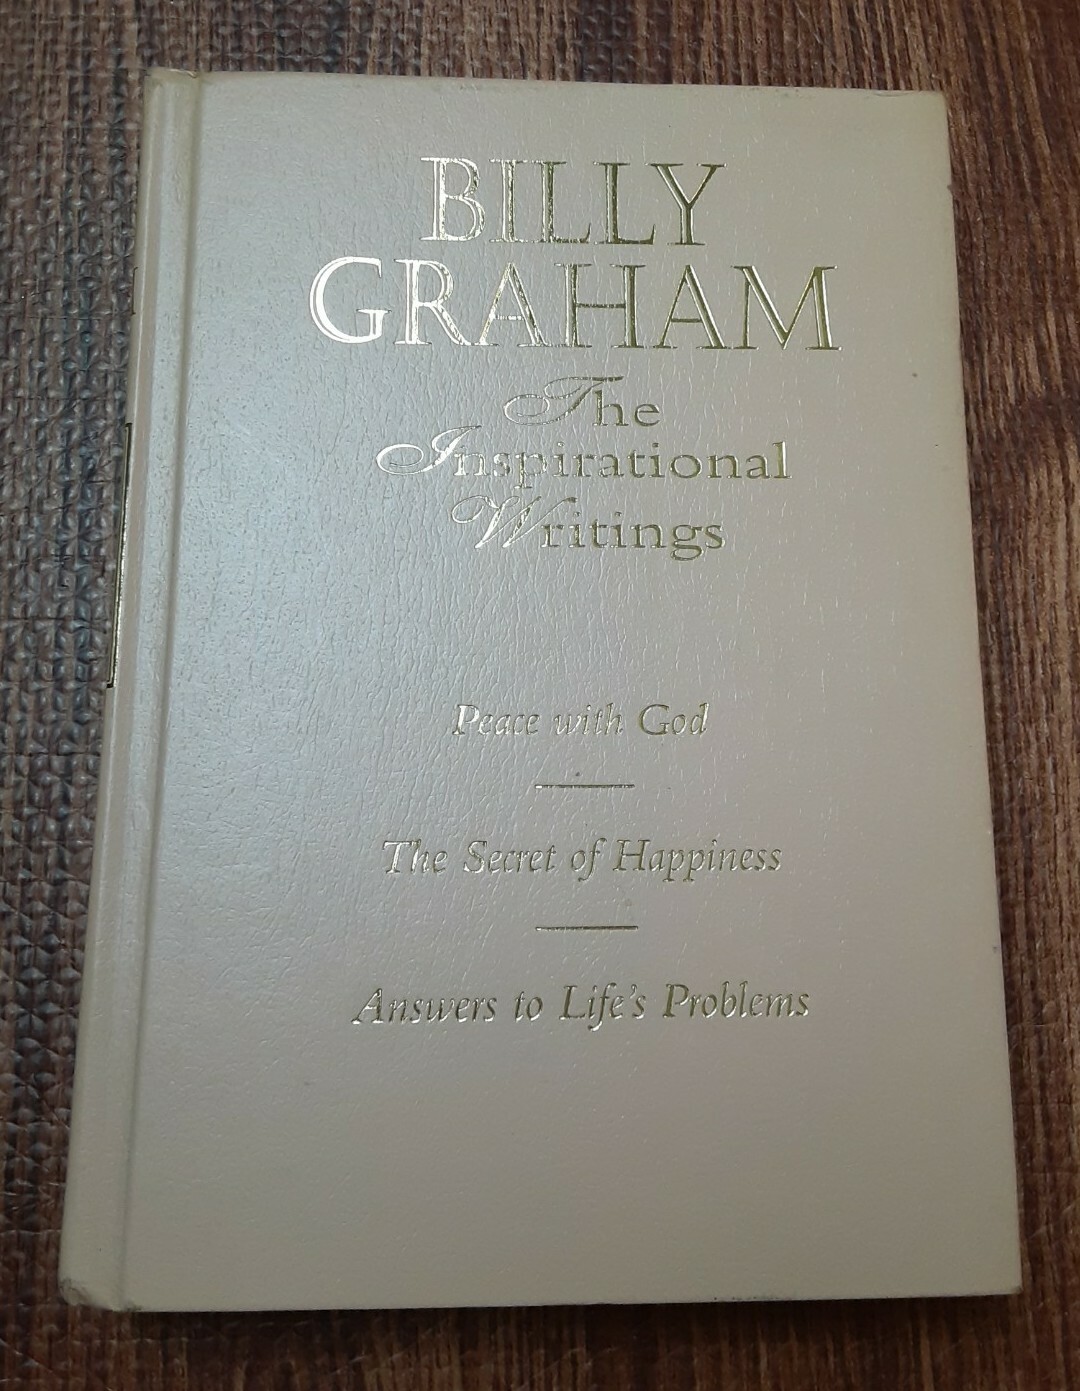 BILLY
GRAHAM
The
Inspirational
Writings
Peace with God
The Secret of Happiness
Answers to Life's Problems